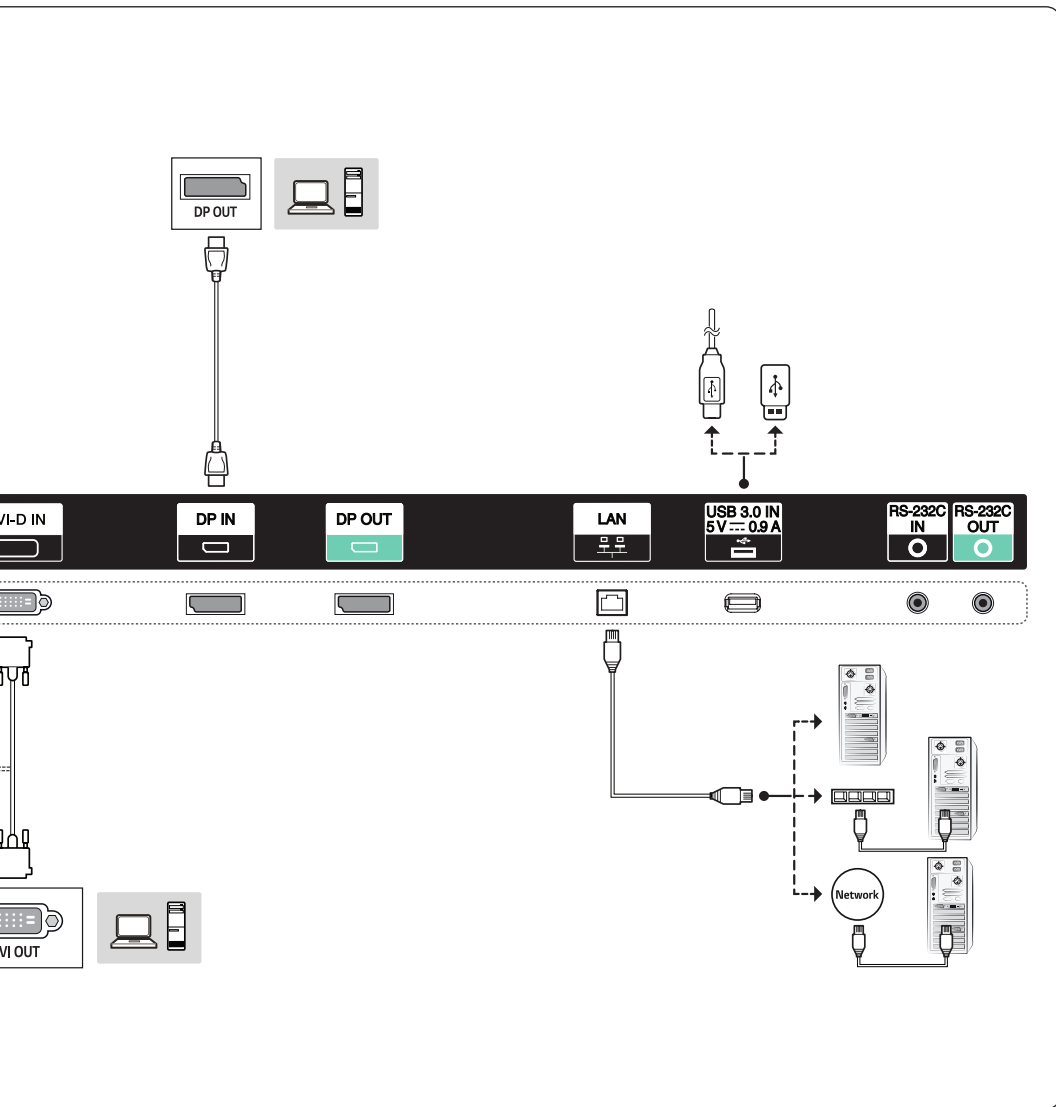 DP OUT
VI-D IN
DP IN
DP OUT
LAN
USB 3.0 IN
5 V ⎓ 0.9 A
RS-232C
IN
RS-232C
OUT
Network
VI OUT